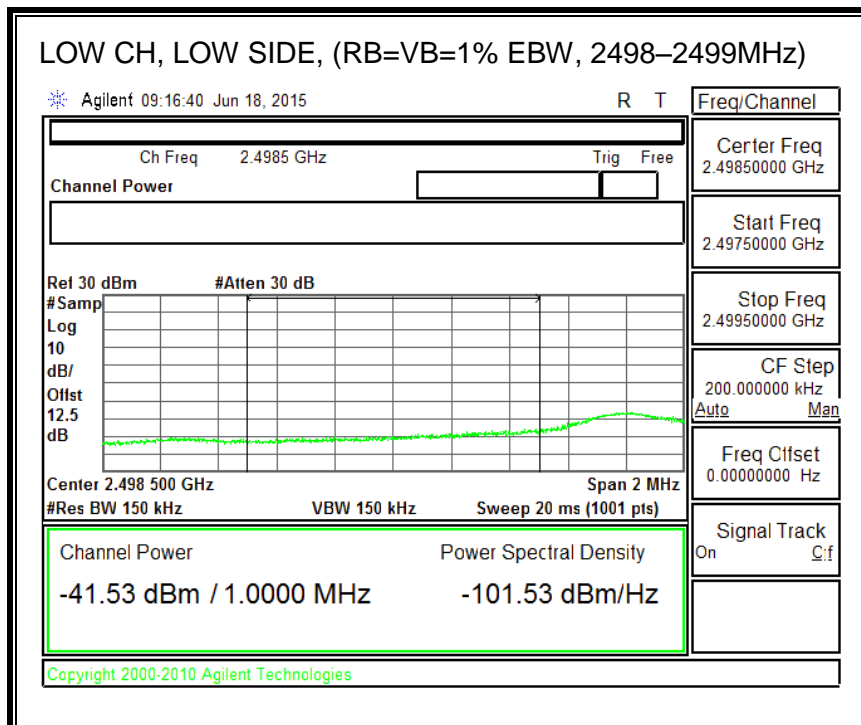 LOW CH, LOW SIDE, (RB=VB=1% EBW, 2498–2499MHz)
Agilent 09:16:40 Jun 18, 2015 R T
Freq/Channel
Ch Freq 2.4985 GHz Trig Free
Channel Power
Center Freq
2.49850000 GHz
Start Freq
2.49750000 GHz
Stop Freq
2.49950000 GHz
CF Step
200.000000 kHz
Auto Man
Freq Offset
0.00000000 Hz
Signal Track
On Off
Ref 30 dBm #Atten 30 dB
#Samp
Log
10
dB/
Offst
12.5
dB
Center 2.498 500 GHz Span 2 MHz
#Res BW 150 kHz VBW 150 kHz Sweep 20 ms (1001 pts)
Channel Power Power Spectral Density
-41.53 dBm / 1.0000 MHz -101.53 dBm/Hz
Copyright 2000-2010 Agilent Technologies